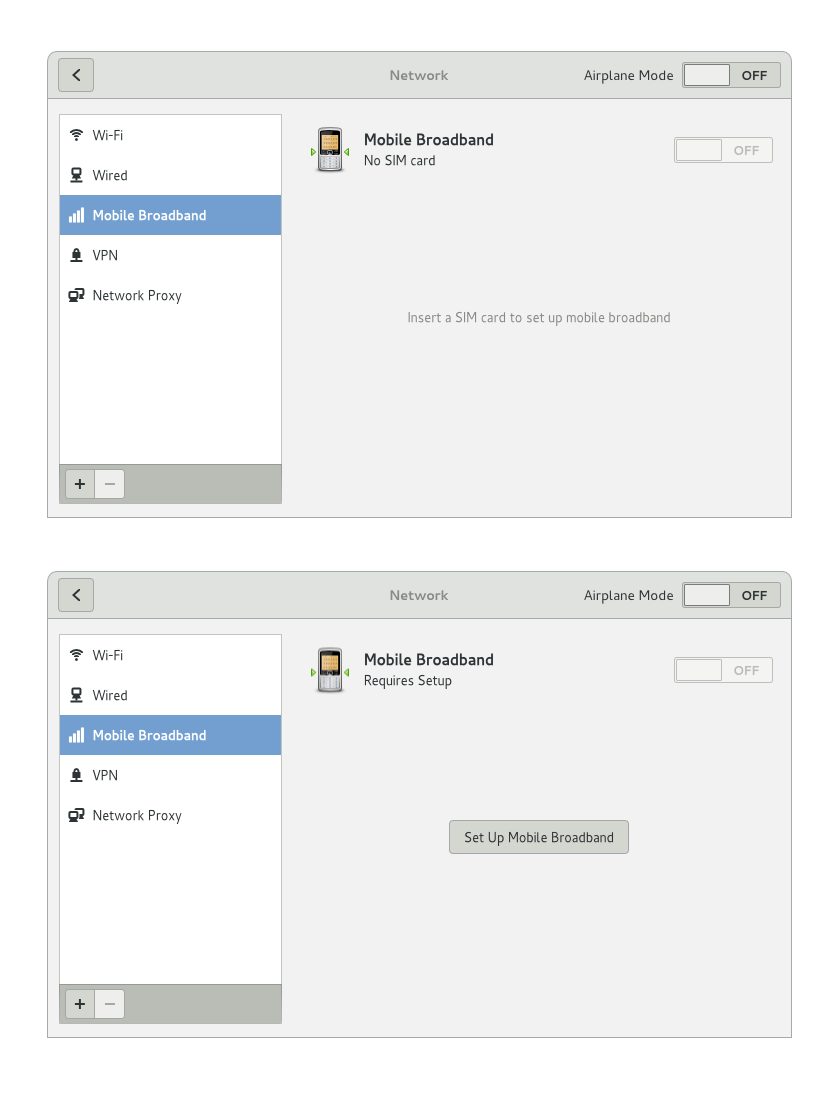 Network
Airplane Mode OFF
Wi-Fi
Wired
Mobile Broadband
VPN
Network Proxy
Mobile Broadband
No SIM card
OFF
Insert a SIM card to set up mobile broadband
Network
Airplane Mode OFF
Wi-Fi
Wired
Mobile Broadband
VPN
Network Proxy
Mobile Broadband
Requires Setup
OFF
Set Up Mobile Broadband